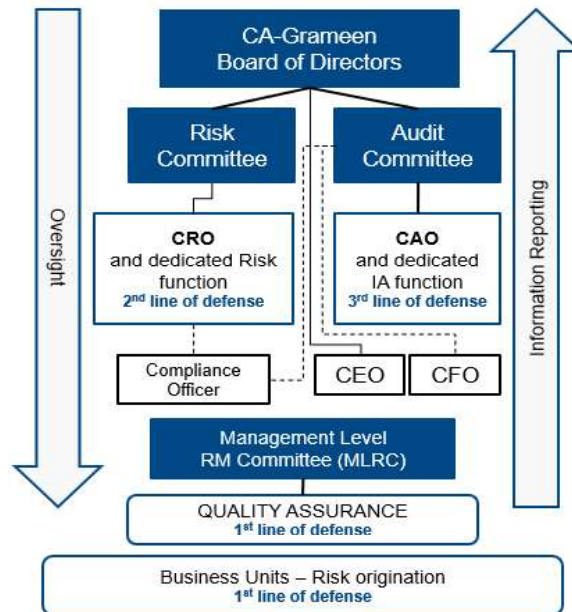 CA-Grameen
Board of Directors
Risk
Committee
Audit
Committee
Oversight
Information Reporting
CRO
and dedicated Risk
function
2nd line of defense
CAO
and dedicated
IA function
3rd line of defense
Compliance
Officer
CEO
CFO
Management Level
RM Committee (MLRC)
QUALITY ASSURANCE
1st line of defense
Business Units – Risk origination
1st line of defense